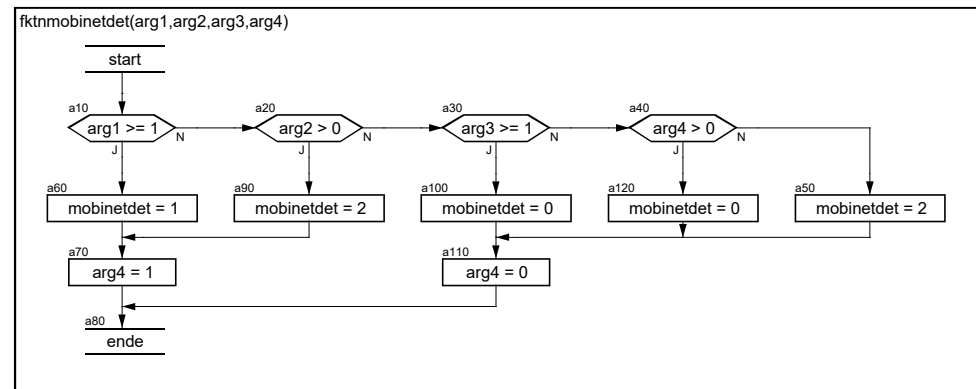 fktnmobinetdet(arg1,arg2,arg3,arg4)
start
a10
a20
a30
a40
arg1 >= 1
N
arg2 > 0
N
arg3 >= 1
N
arg4 > 0
N
J
J
J
J
a60
a90
a100
a120
a50
mobinetdet = 1
mobinetdet = 2
mobinetdet = 0
mobinetdet = 0
mobinetdet = 2
a70
a110
arg4 = 1
arg4 = 0
a80
ende